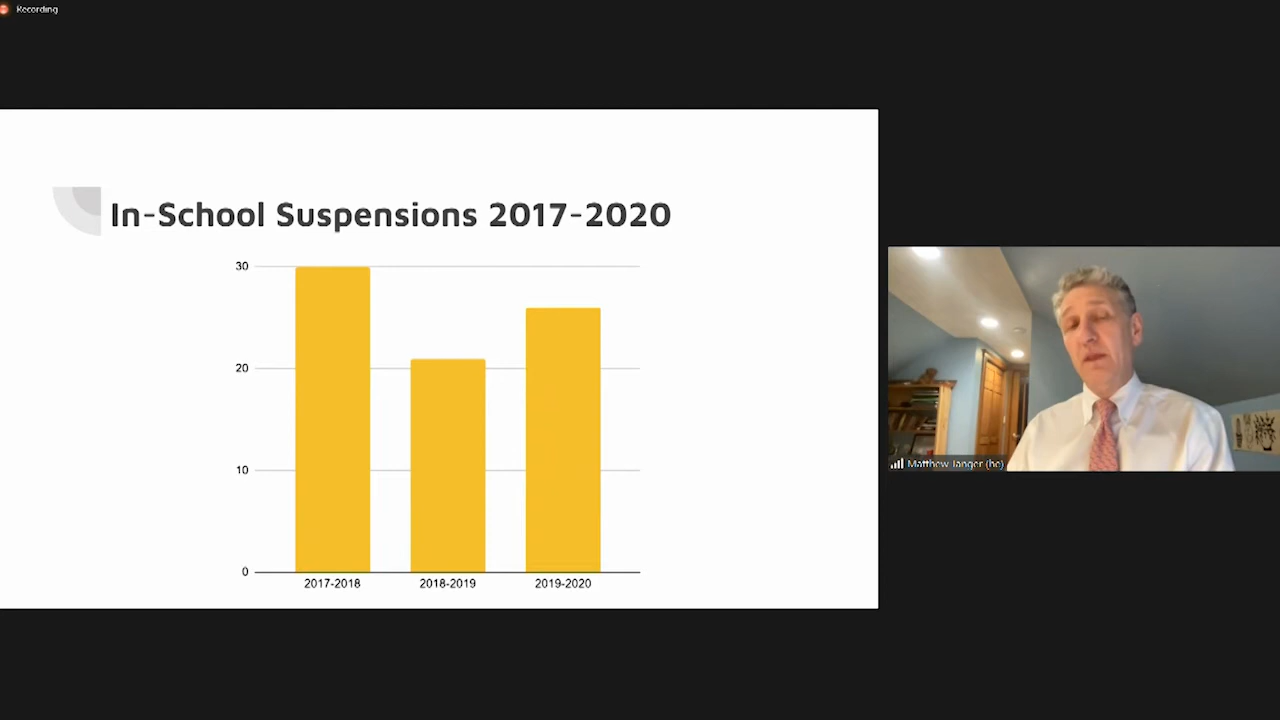 Recording
In-School Suspensions 2017-2020
30
20
10
0
2017-2018
2018-2019
2019-2020
Matthew Janger (he)